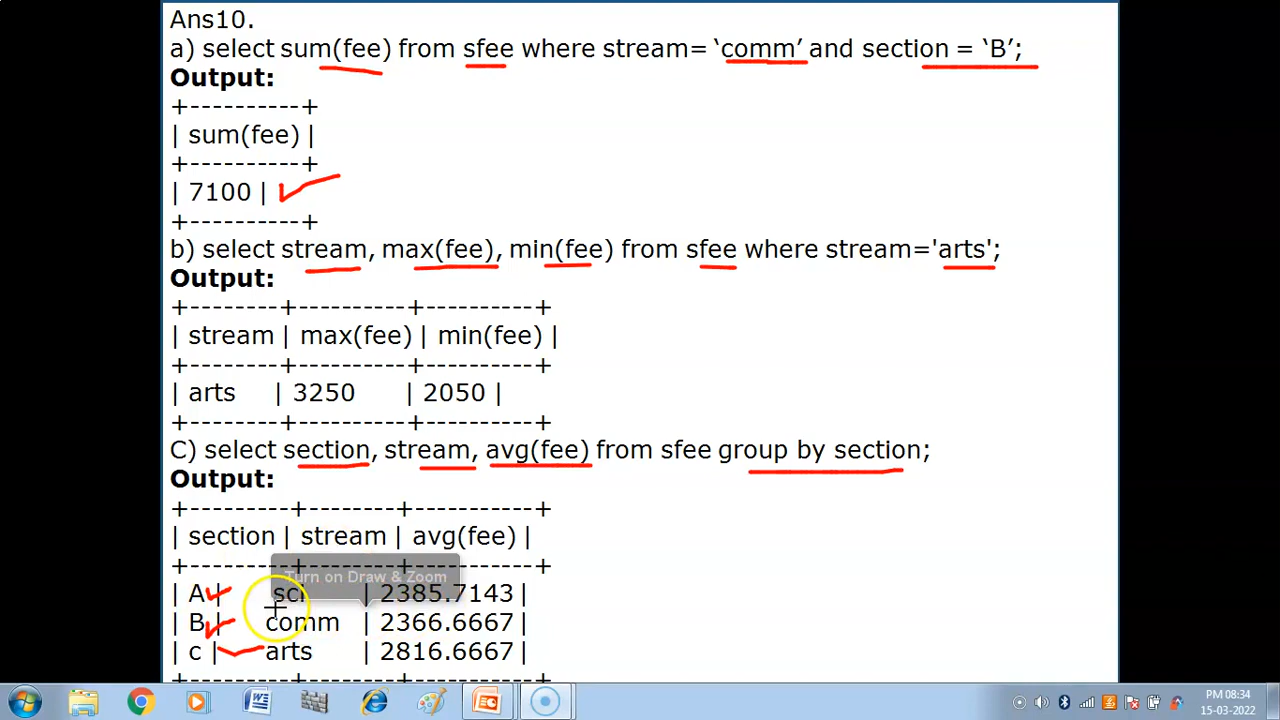 Ans10.
a) select sum(fee) from sfee where stream= ‘comm’ and section = ‘B’;
Output:
+----------+
| sum(fee) |
+----------+
| 7100 |
+----------+
b) select stream, max(fee), min(fee) from sfee where stream='arts';
Output:
+--------+----------+----------+
| stream | max(fee) | min(fee) |
+--------+----------+----------+
| arts | 3250 | 2050 |
+--------+----------+----------+
C) select section, stream, avg(fee) from sfee group by section;
Output:
+---------+--------+-----------+
| section | stream | avg(fee) |
+---------+--------+-----------+
Turn on Draw & Zoom
| A | sci | 2385.7143 |
| B | comm | 2366.6667 |
| c | arts | 2816.6667 |
+---------+--------+-----------+
PM 08:34
15-03-2022